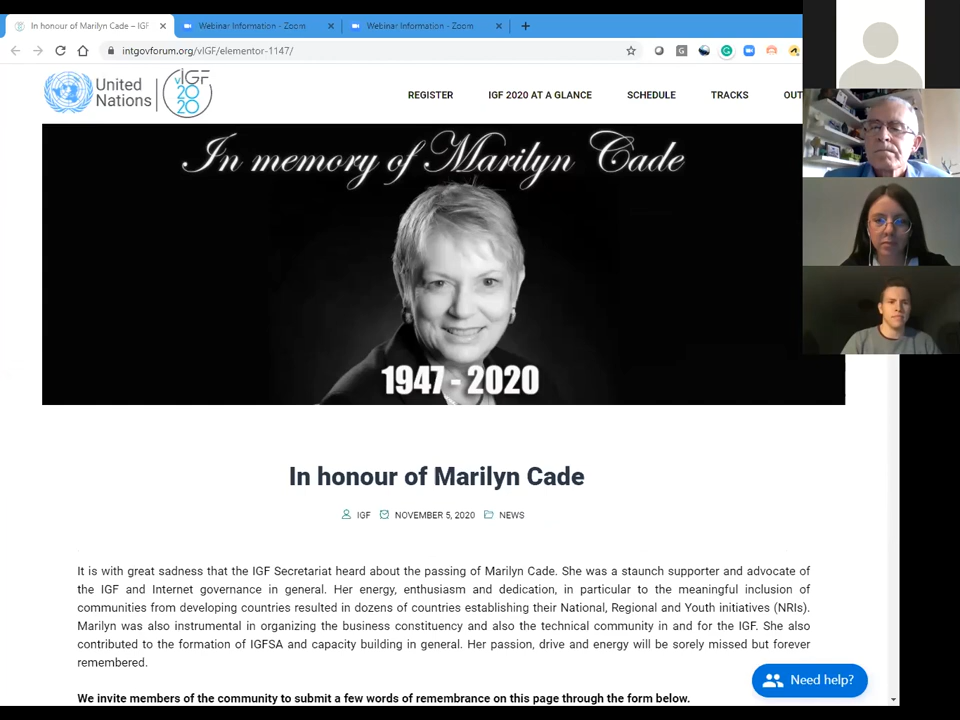 In honour of Marilyn Cade – IGF
Webinar Information - Zoom
Webinar Information - Zoom
intgovforum.org/vIGF/elementor-1147/
United
Nations
vIGF
20
20
REGISTER
IGF 2020 AT A GLANCE
SCHEDULE
TRACKS
OUT
In memory of Marilyn Cade
1947 - 2020
In honour of Marilyn Cade
IGF
NOVEMBER 5, 2020
NEWS
It is with great sadness that the IGF Secretariat heard about the passing of Marilyn Cade. She was a staunch supporter and advocate of
the IGF and Internet governance in general. Her energy, enthusiasm and dedication, in particular to the meaningful inclusion of
communities from developing countries resulted in dozens of countries establishing their National, Regional and Youth initiatives (NRIs).
Marilyn was also instrumental in organizing the business constituency and also the technical community in and for the IGF. She also
contributed to the formation of IGFSA and capacity building in general. Her passion, drive and energy will be sorely missed but forever
remembered.
We invite members of the community to submit a few words of remembrance on this page through the form below.
Need help?